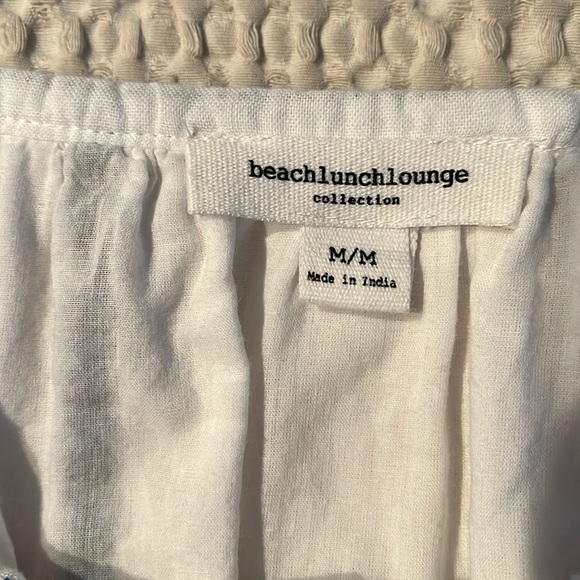 beachlunchlounge
collection
M/M
Made in India